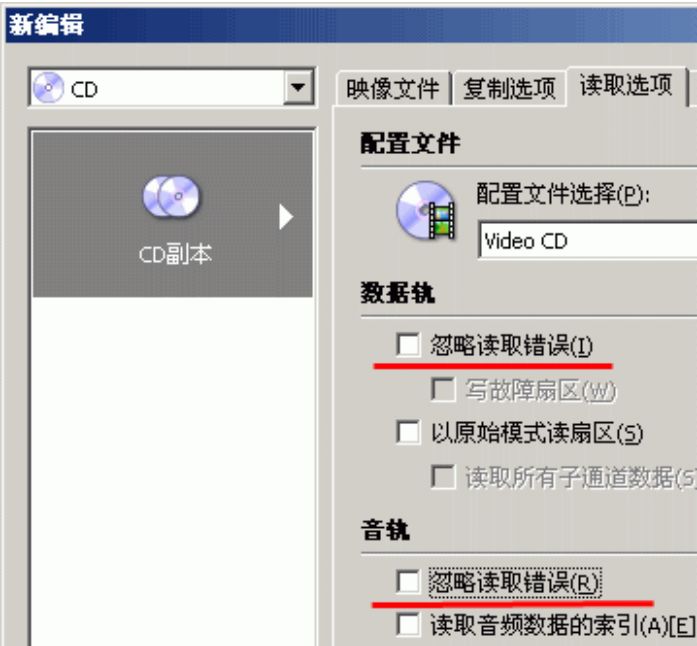 新编辑
CD
映像文件 复制选项 读取选项
配置文件
配置文件选择(P):
Video CD
CD副本
数据轨
忽略读取错误(I)
写故障扇区(W)
以原始模式读扇区(S)
读取所有子通道数据(S)
音轨
忽略读取错误(R)
读取音频数据的索引(A)[E]